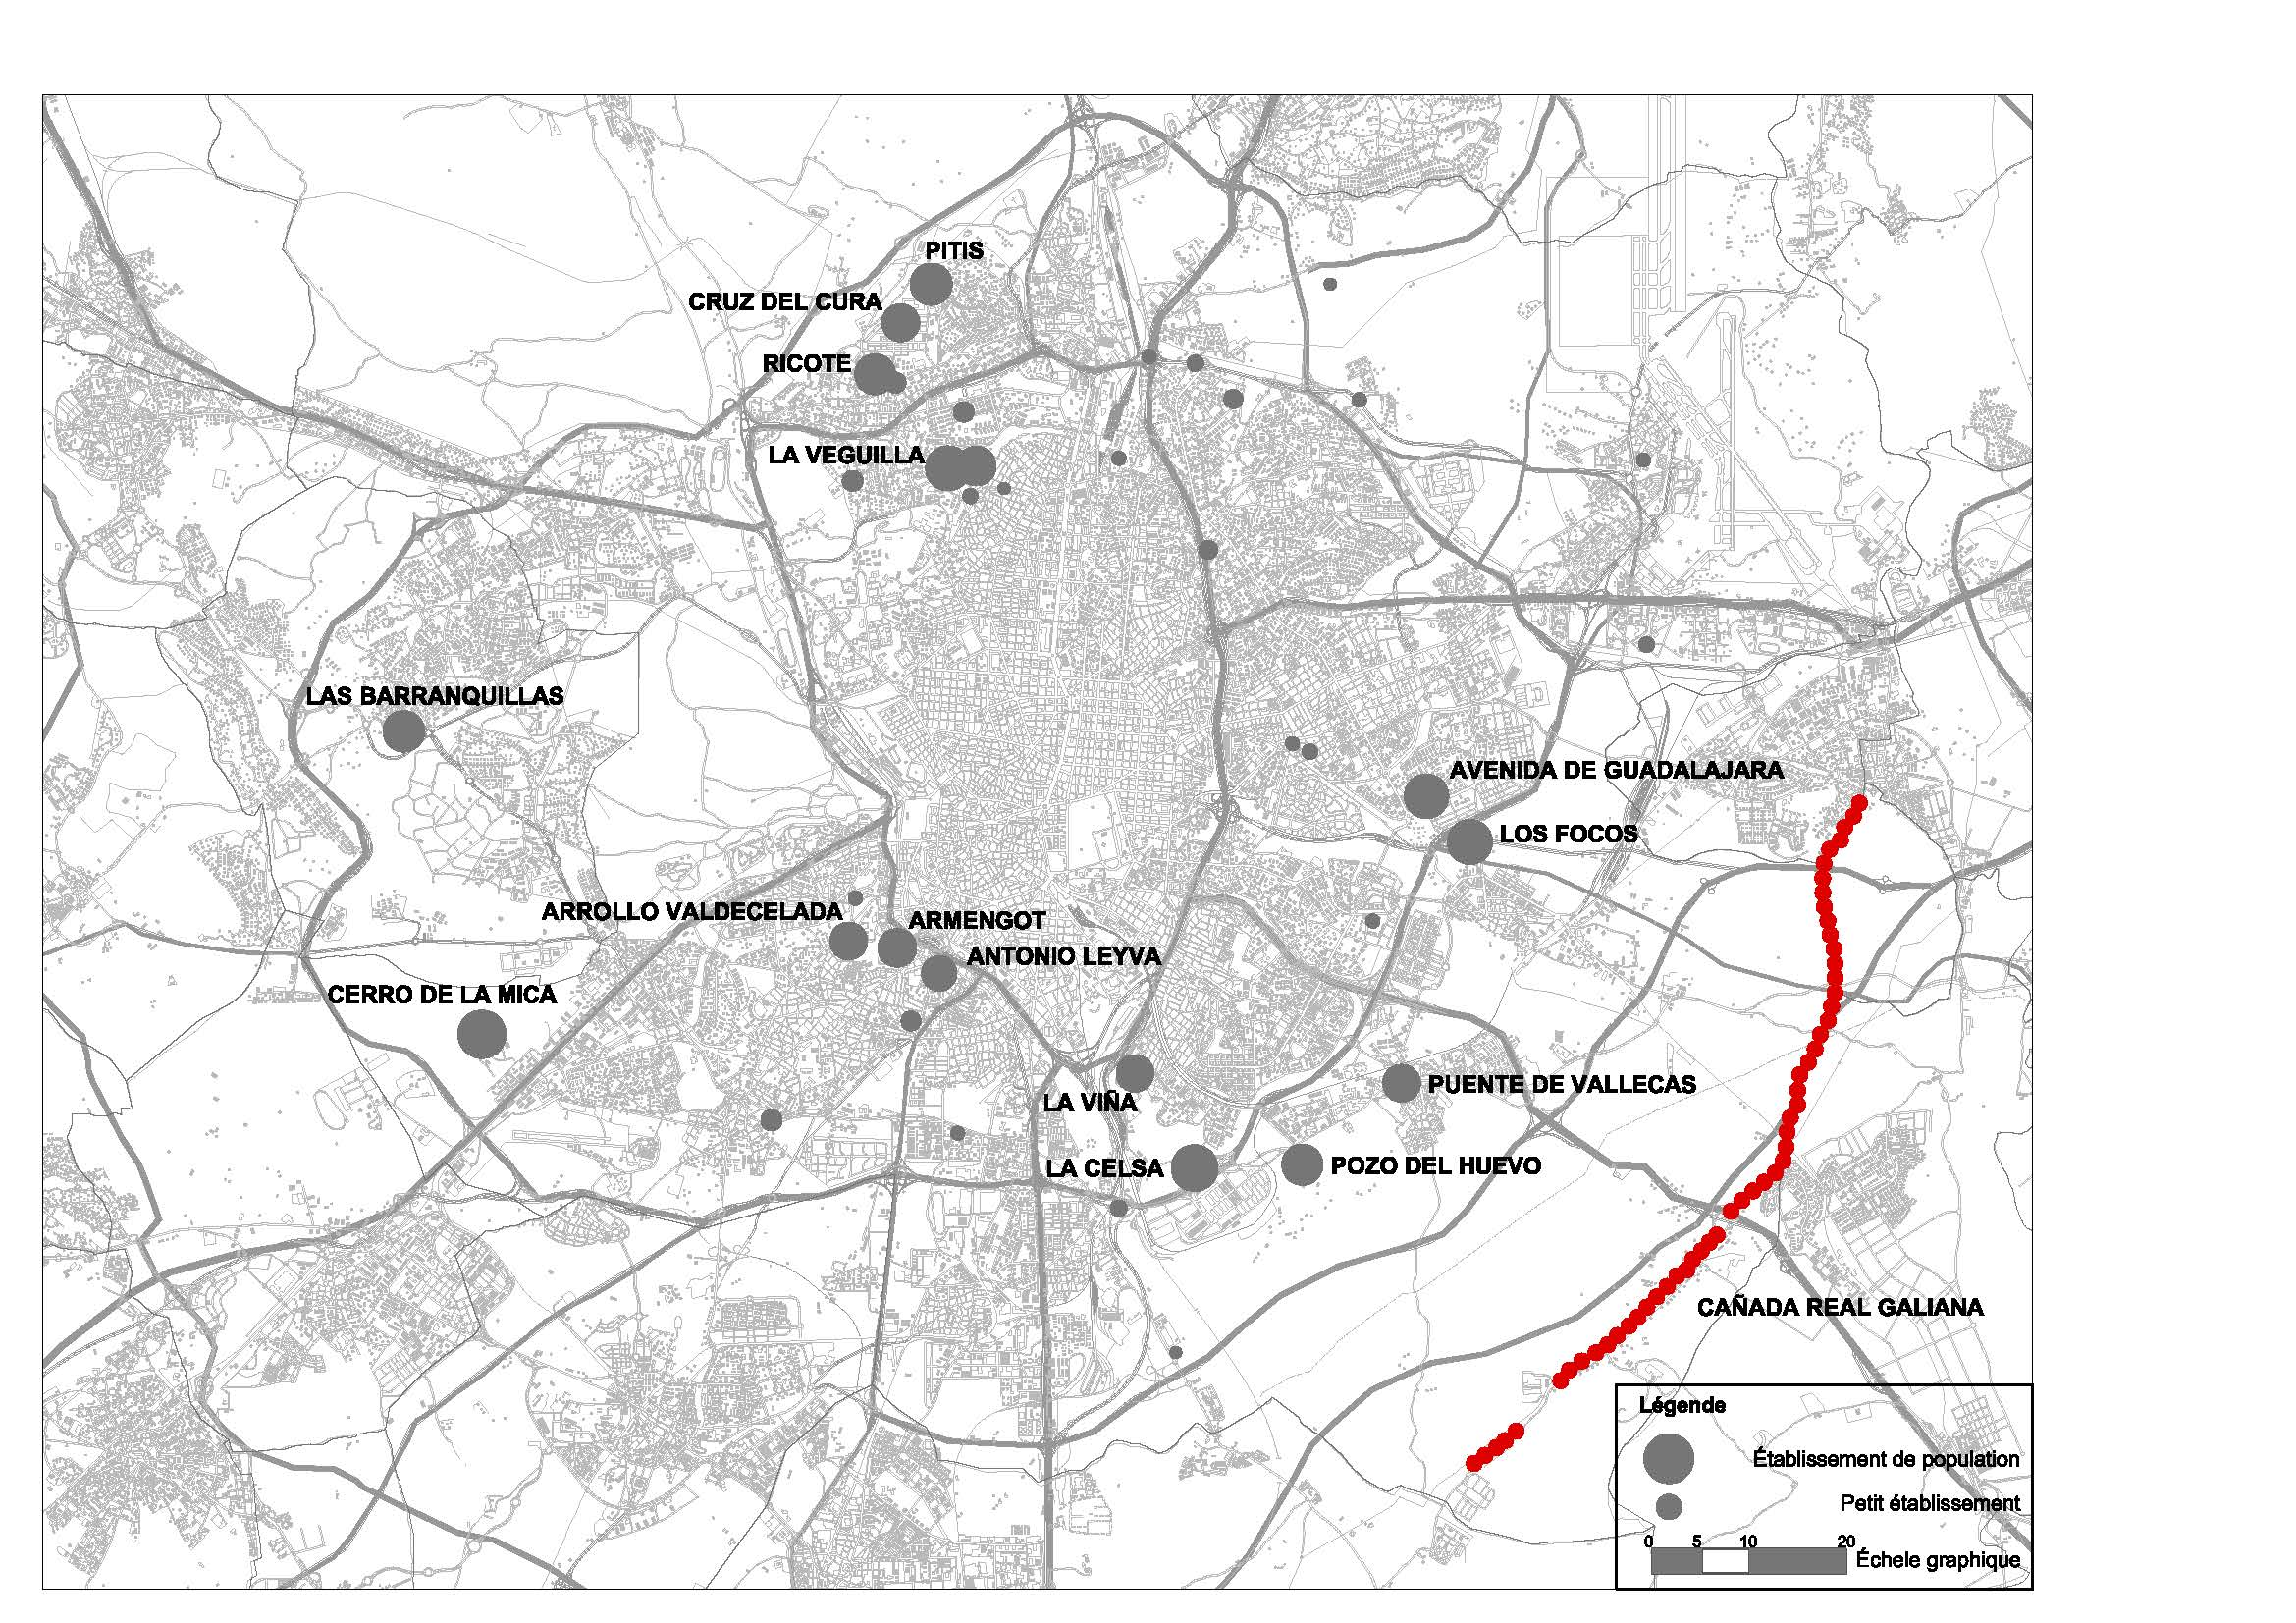 PITIS
CRUZ DEL CURA
RICOTE
LA VEGUILLA
LAS BARRANQUILLAS
AVENIDA DE GUADALAJARA
LOS FOCOS
ARROLLO VALDECELADA
ARMENGOT
ANTONIO LEYVA
CERRO DE LA MICA
LA VIÑA
PUENTE DE VALLECAS
LA CELSA
POZO DEL HUEVO
CAÑADA REAL GALIANA
Légende
Établissement de population
Petit établissement
0 5 10 20
Échele graphique